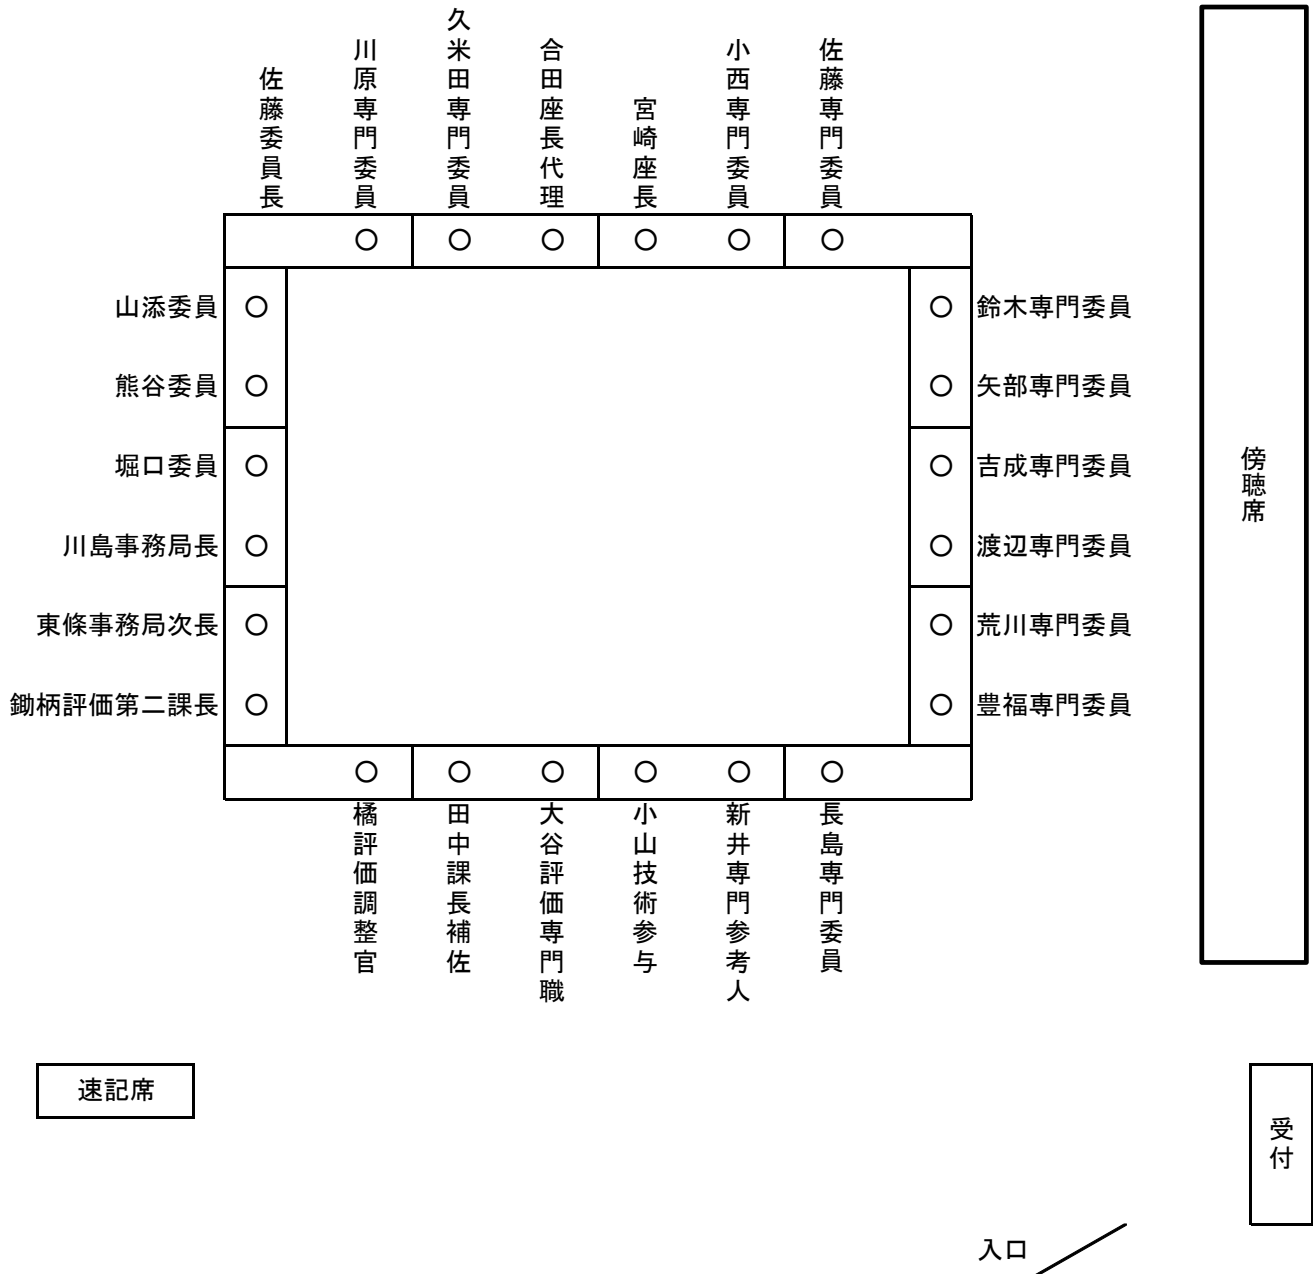 佐藤委員長
川原専門委員
久米田専門委員
合田座長代理
宮崎座長
小西専門委員
佐藤専門委員
山添委員
熊谷委員
堀口委員
川島事務局長
東條事務局次長
鋤柄評価第二課長
鈴木専門委員
矢部専門委員
吉成専門委員
渡辺専門委員
荒川専門委員
豊福専門委員
橘評価調整官
田中課長補佐
大谷評価専門職
小山技術参与
新井専門参考人
長島専門委員
傍聴席
速記席
受付
入口